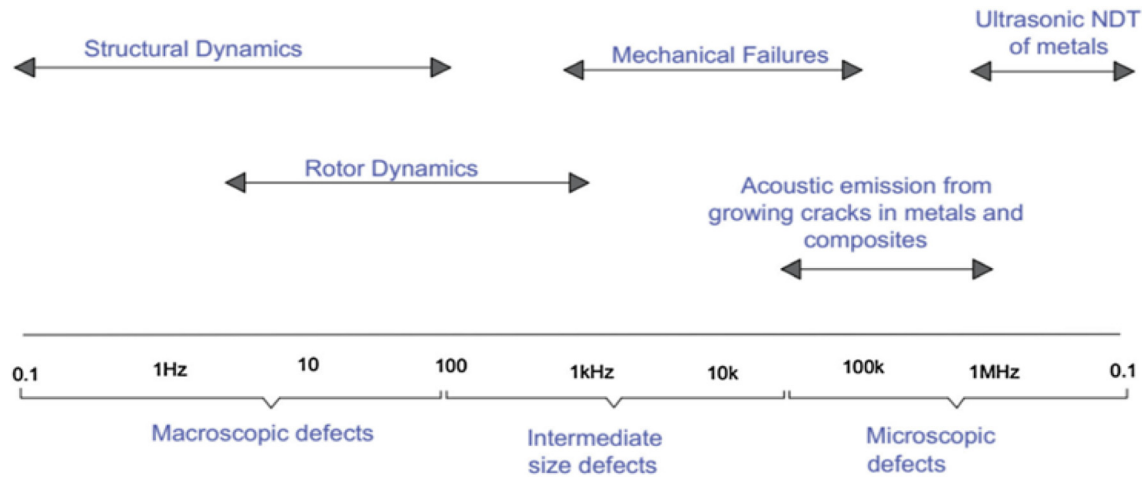 Ultrasonic NDT
of metals
Structural Dynamics
Mechanical Failures
Rotor Dynamics
Acoustic emission from
growing cracks in metals and
composites
0.1 1Hz 10 100 1kHz 10k 100k 1MHz 0.1
Macroscopic defects
Intermediate
size defects
Microscopic
defects